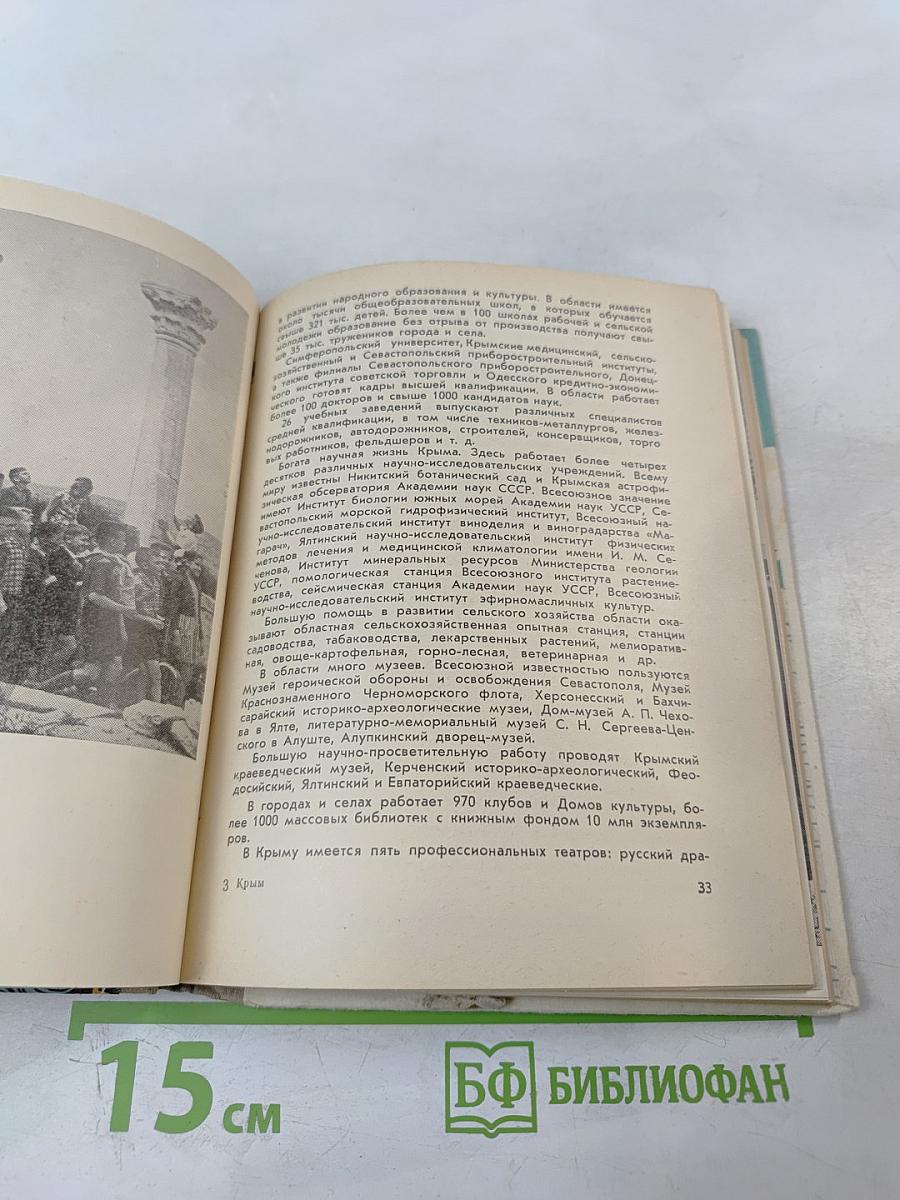 в развитии народного образования и культуры. В области имеется
около тысячи общеобразовательных школ, в которых обучается
свыше 321 тыс. детей. Более чем в 100 школах рабочей и сельской
молодежи образование без отрыва от производства получают свы-
ше 35 тыс. тружеников города и села.
Симферопольский университет, Крымские медицинский, сельско-
хозяйственный и Севастопольский приборостроительный институты,
а также филиалы Севастопольского приборостроительного, Донец-
кого института советской торговли и Одесского кредитно-экономи-
ческого готовят кадры высшей квалификации. В области работает
более 100 докторов и свыше 1000 кандидатов наук.
26 учебных заведений выпускают различных специалистов
средней квалификации, в том числе техников-металлургов, желез-
нодорожников, автодорожников, строителей, консервщиков, торго
вых работников, фельдшеров и т. д.
Богата научная жизнь Крыма. Здесь работает более четырех
десятков различных научно-исследовательских учреждений. Всему
миру известны Никитский ботанический сад и Крымская астрофи-
зическая обсерватория Академии наук СССР. Всесоюзное значение
имеют Институт биологии южных морей Академии наук УССР, Се-
вастопольский морской гидрофизический институт, Всесоюзный на-
учно-исследовательский институт виноделия и виноградарства «Ма-
гарач», Ялтинский научно-исследовательский институт физических
методов лечения и медицинской климатологии имени И. М. Се-
ченова, Институт минеральных ресурсов Министерства геологии
УССР, помологическая станция Всесоюзного института растение-
водства, сейсмическая станция Академии наук УССР, Всесоюзный
научно-исследовательский институт эфирномасличных культур.
Большую помощь в развитии сельского хозяйства области ока-
зывают областная сельскохозяйственная опытная станция, станции
садоводства, табаководства, лекарственных растений, мелиоратив-
ная, овоще-картофельная, горно-лесная, ветеринарная и др.
В области много музеев. Всесоюзной известностью пользуются
Музей героической обороны и освобождения Севастополя, Музей
Краснознаменного Черноморского флота, Херсонесский и Бахчи-
сарайский историко-археологические музеи, Дом-музей А. П. Чехо-
ва в Ялте, литературно-мемориальный музей С. Н. Сергеева-Цен-
ского в Алуште, Алупкинский дворец-музей.
Большую научно-просветительную работу проводят Крымский
краеведческий музей, Керченский историко-археологический, Фео-
досийский, Ялтинский и Евпаторийский краеведческие.
В городах и селах работает 970 клубов и Домов культуры, бо-
лее 1000 массовых библиотек с книжным фондом 10 млн экземпля-
ров.
В Крыму имеется пять профессиональных театров: русский дра-
3 Крым
33
15 см
БФ БИБЛИОФАН